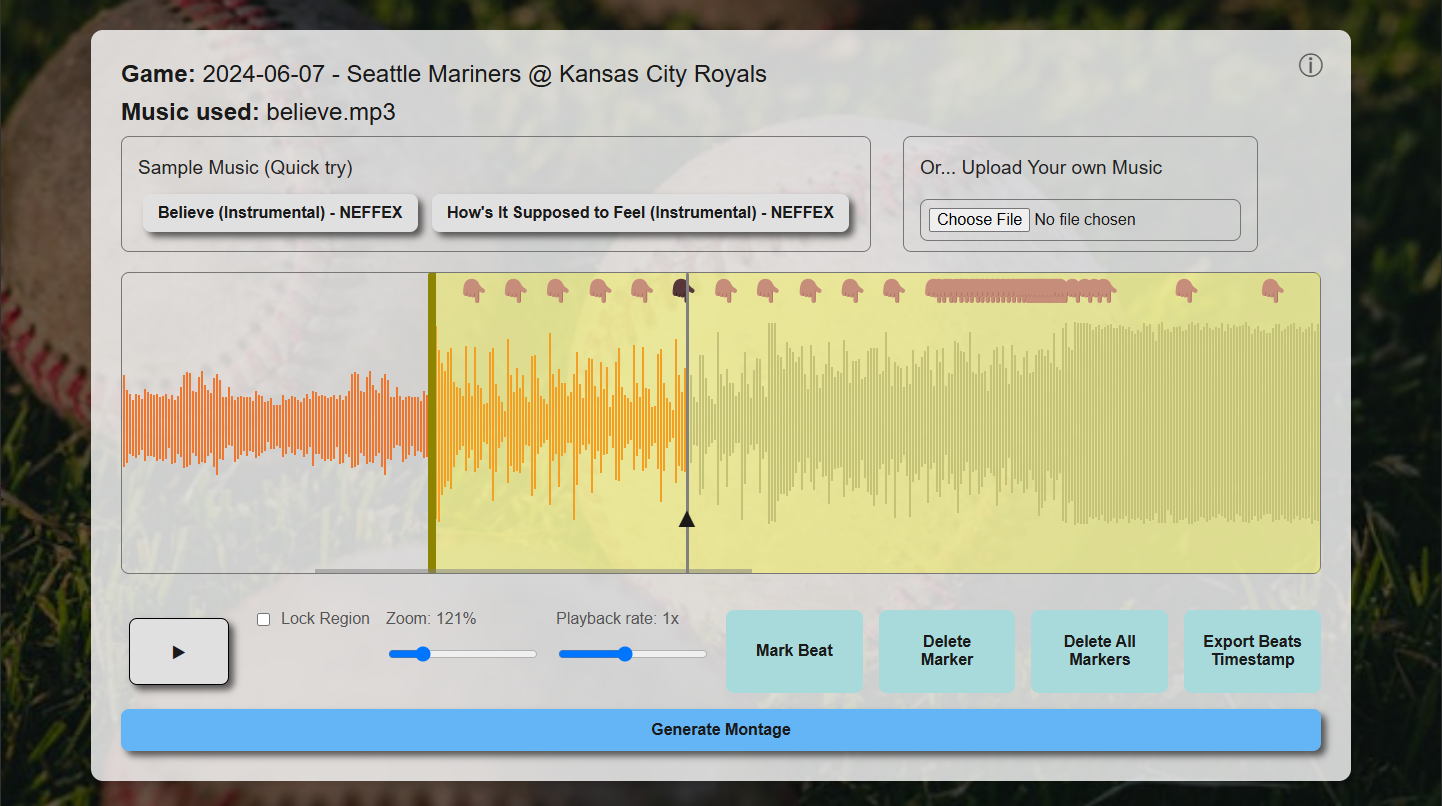 Game: 2024-06-07 - Seattle Mariners @ Kansas City Royals
Music used: believe.mp3
Sample Music (Quick try)
Believe (Instrumental) - NEFFEX
How's It Supposed to Feel (Instrumental) - NEFFEX
Or... Upload Your own Music
Choose File No file chosen
Lock Region
Zoom: 121%
Playback rate: 1x
Mark Beat
Delete
Marker
Delete All
Markers
Export Beats
Timestamp
Generate Montage